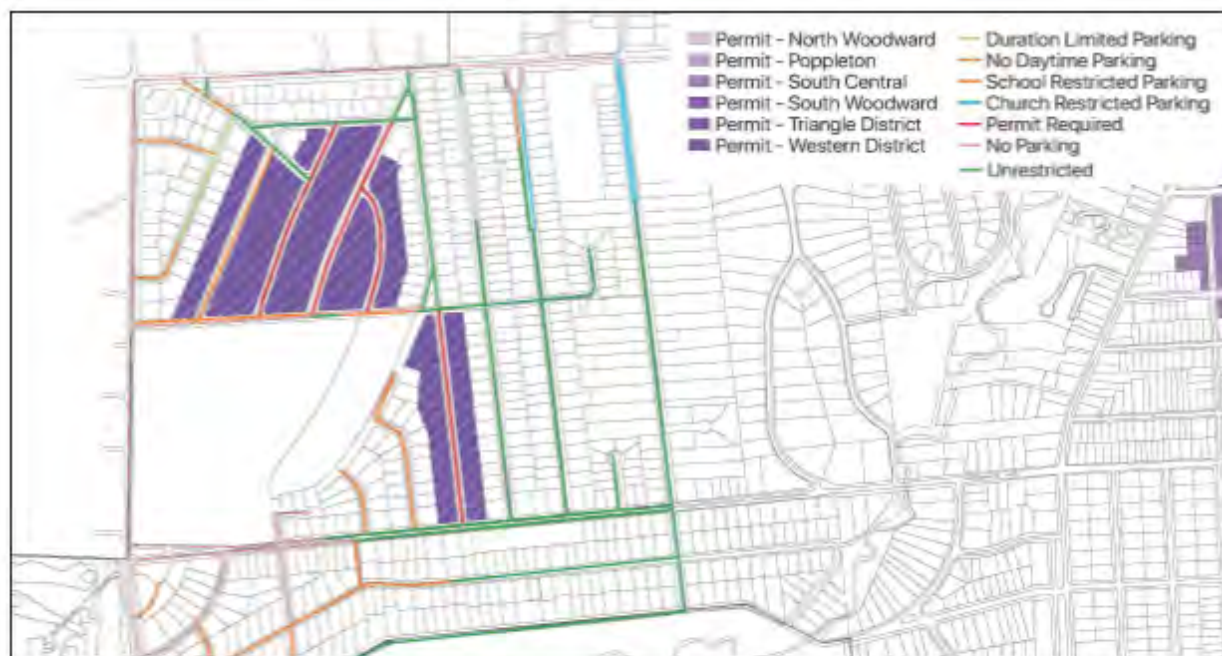 Permit - North Woodward
Permit - Poppleton
Permit - South Central
Permit - South Woodward
Permit - Triangle District
Permit - Western District
Duration Limited Parking
No Daytime Parking
School Restricted Parking
Church Restricted Parking
Permit Required
No Parking
Unrestricted